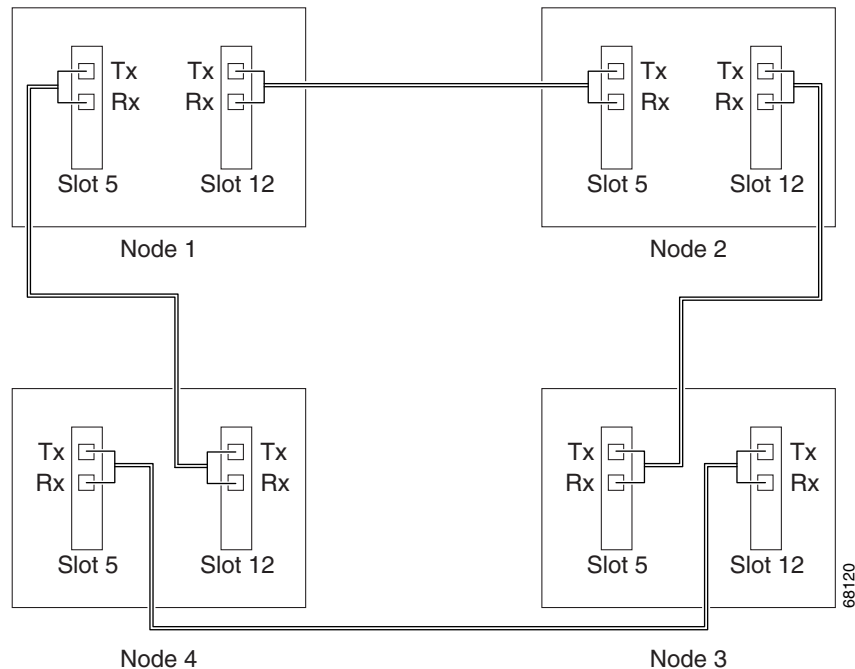 Tx Tx Tx Tx
Rx Rx Rx Rx
Slot 5 Slot 12 Slot 5 Slot 12
Node 1 Node 2
Tx Tx Tx Tx
Rx Rx Rx Rx
Slot 5 Slot 12 Slot 5 Slot 12
68120
Node 4 Node 3